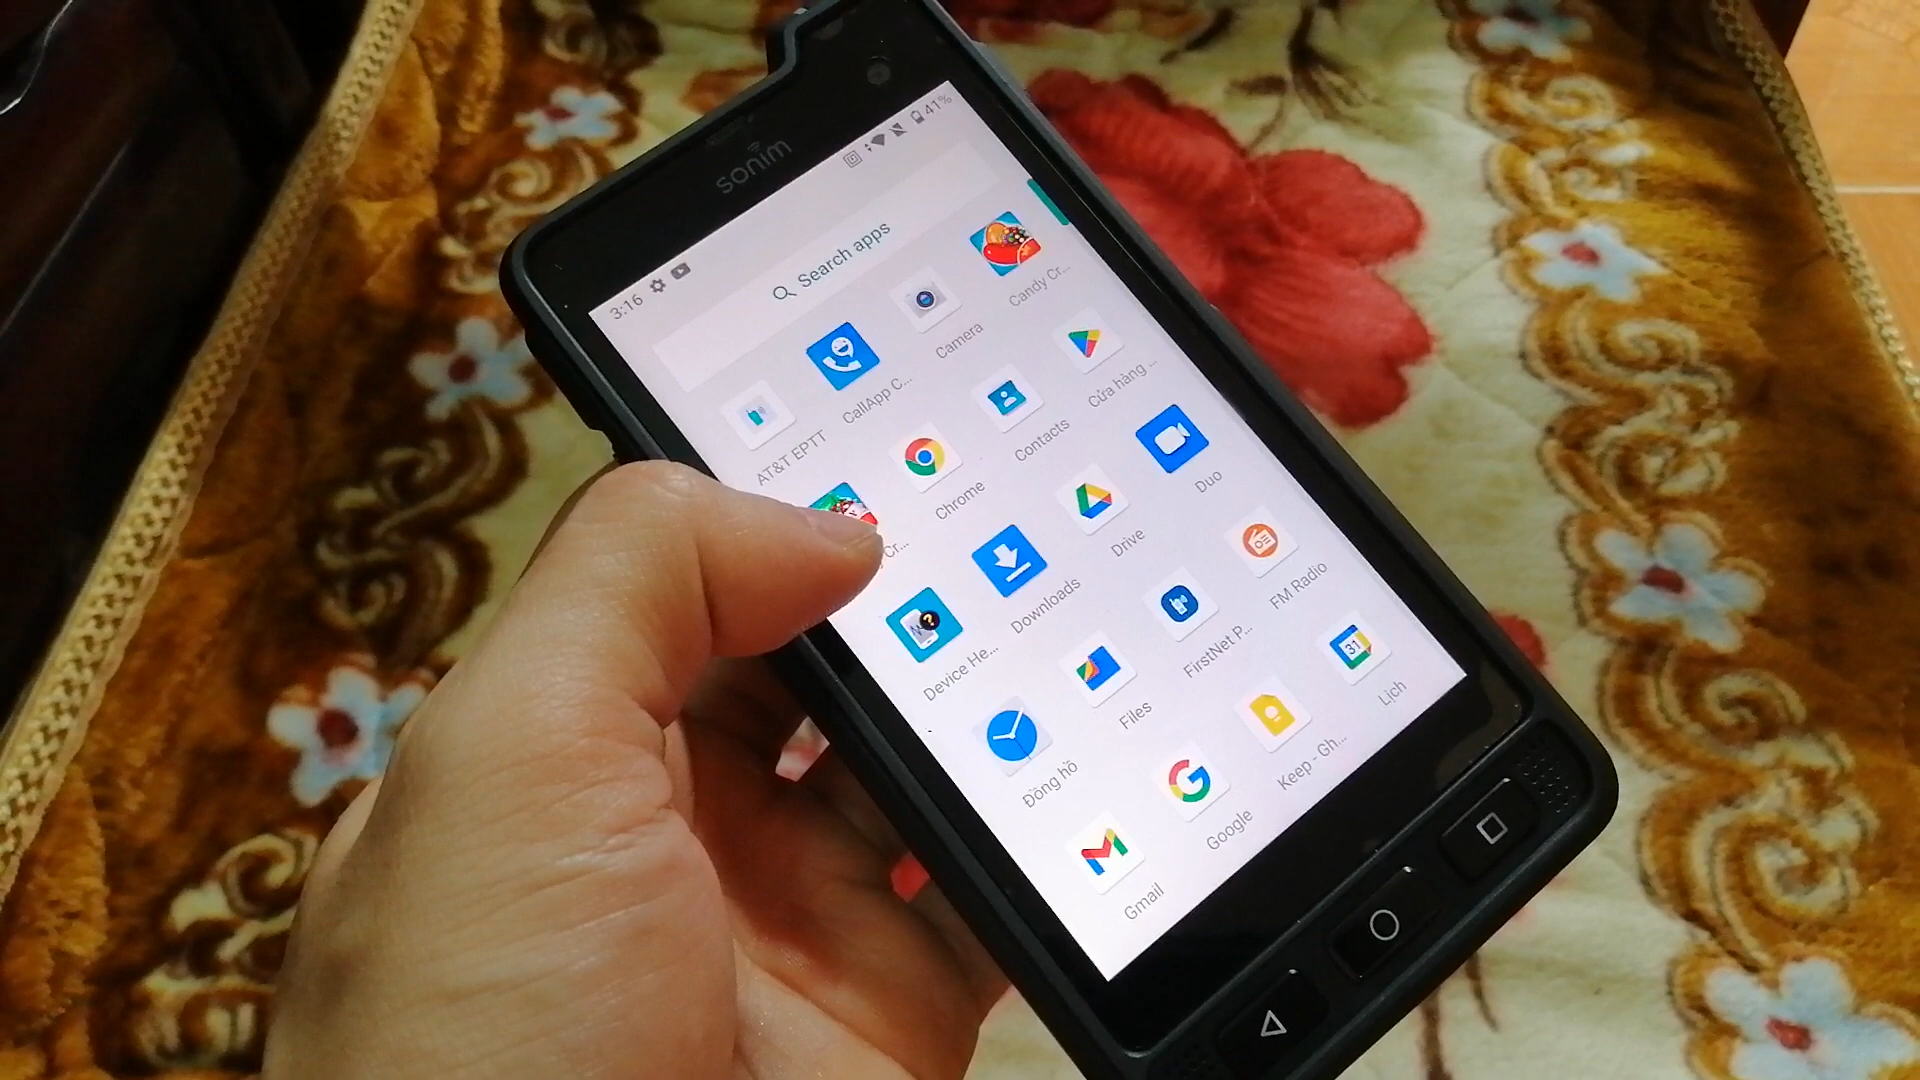 sonim
3:16 41%
Search apps
AT&T EPTT CallApp C... Camera Candy Cr...
Cr... Chrome Contacts Cửa hàng ...
Device He... Downloads Drive Duo
Đồng hồ Files FirstNet P... FM Radio
Gmail Google Keep - Gh... Lịch
31